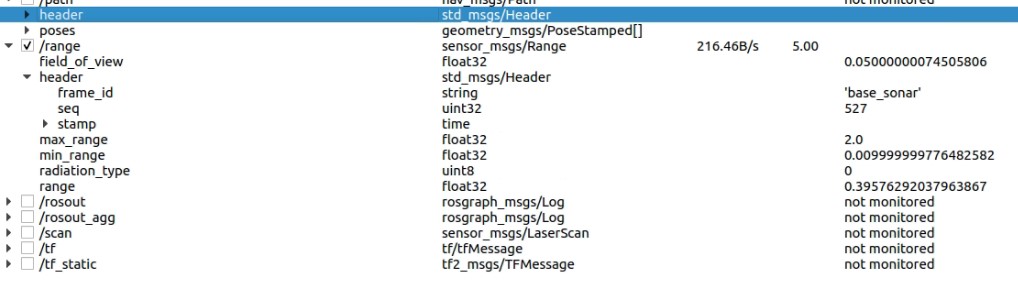 /path nav_msgs/Path not monitored
header std_msgs/Header
poses geometry_msgs/PoseStamped[]
/range sensor_msgs/Range 216.46B/s 5.00
field_of_view float32 0.05000000074505806
header std_msgs/Header
frame_id string 'base_sonar'
seq uint32 527
stamp time
max_range float32 2.0
min_range float32 0.009999999776482582
radiation_type uint8 0
range float32 0.39576292037963867
/rosout rosgraph_msgs/Log not monitored
/rosout_agg rosgraph_msgs/Log not monitored
/scan sensor_msgs/LaserScan not monitored
/tf tf/tfMessage not monitored
/tf_static tf2_msgs/TFMessage not monitored